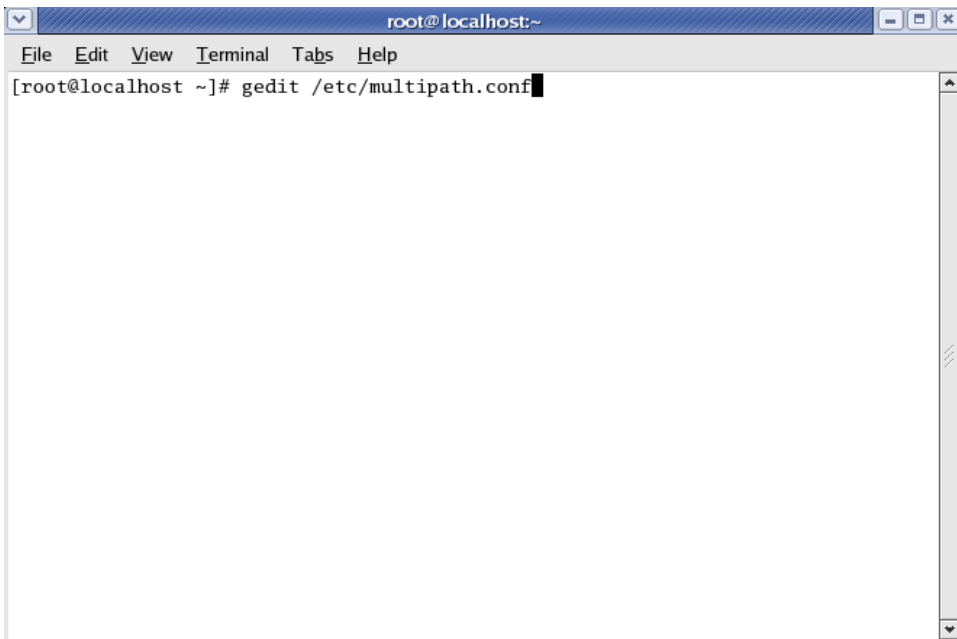 root@localhost:~
File Edit View Terminal Tabs Help
[root@localhost ~]# gedit /etc/multipath.conf